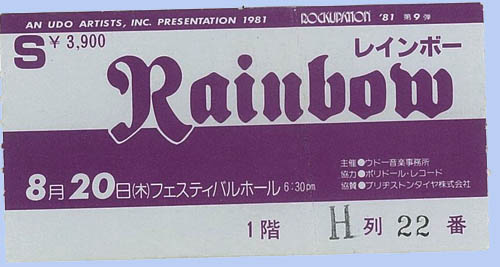 AN UDO ARTISTS, INC. PRESENTATION 1981 ROCKUPATION '81 第9弾
S ¥3,900
レインボー
Rainbow
主催●ウドー音楽事務所
協力●ポリドール・レコード
協賛●ブリヂストンタイヤ株式会社
8月20日(木)フェスティバルホール 6:30pm
1階 H列 22番